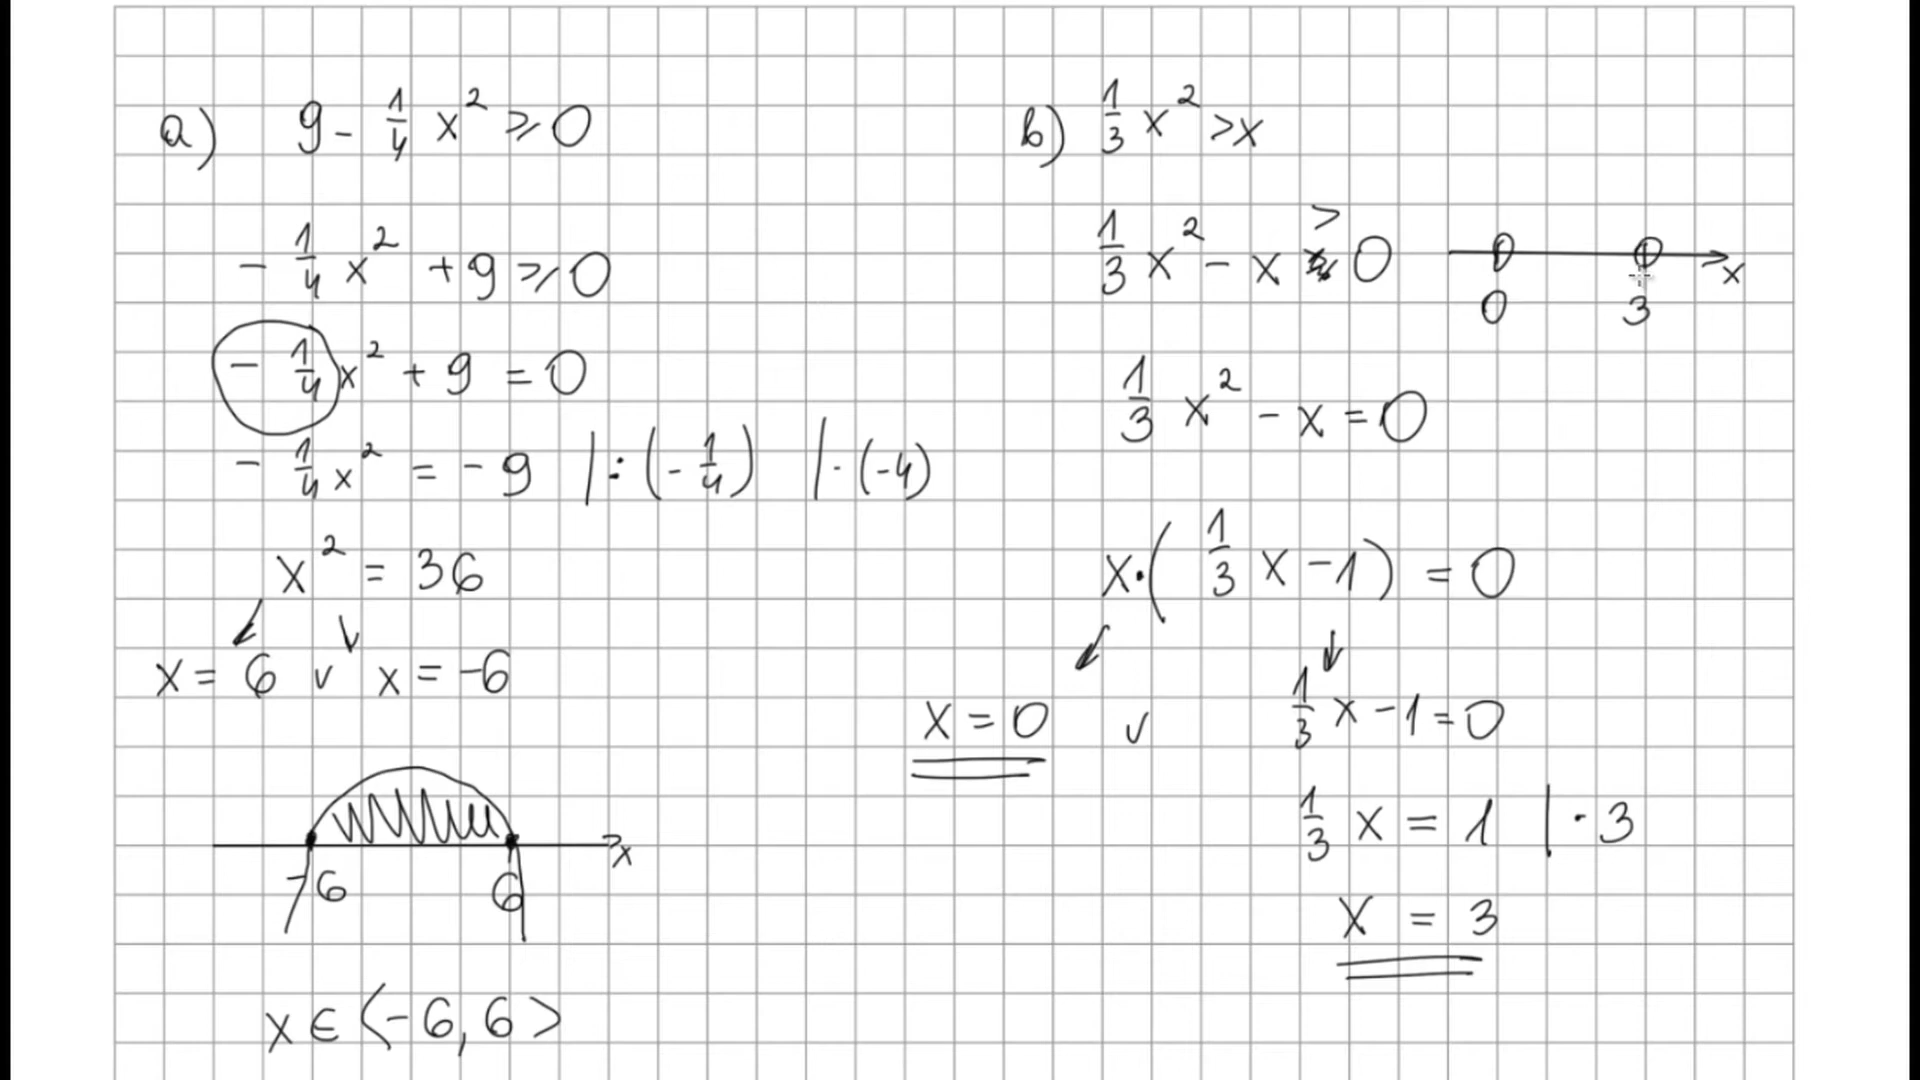 a) 9 - 1/4 x² ⩾ 0
- 1/4 x² + 9 ⩾ 0
- 1/4 x² + 9 = 0
- 1/4 x² = - 9 | : (- 1/4) | · (-4)
x² = 36
x = 6 v x = -6
-6 6 x
x ∈ <-6, 6>
b) 1/3 x² > x
1/3 x² - x > 0
0 3 x
1/3 x² - x = 0
x · (1/3 x - 1) = 0
x = 0 v 1/3 x - 1 = 0
1/3 x = 1 | · 3
x = 3